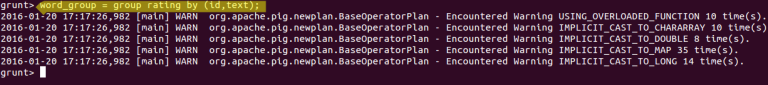 grunt> word_group = group rating by (id,text);
2016-01-20 17:17:26,982 [main] WARN  org.apache.pig.newplan.BaseOperatorPlan - Encountered Warning USING_OVERLOADED_FUNCTION 10 time(s).
2016-01-20 17:17:26,982 [main] WARN  org.apache.pig.newplan.BaseOperatorPlan - Encountered Warning IMPLICIT_CAST_TO_CHARARRAY 10 time(s).
2016-01-20 17:17:26,982 [main] WARN  org.apache.pig.newplan.BaseOperatorPlan - Encountered Warning IMPLICIT_CAST_TO_DOUBLE 8 time(s).
2016-01-20 17:17:26,982 [main] WARN  org.apache.pig.newplan.BaseOperatorPlan - Encountered Warning IMPLICIT_CAST_TO_MAP 35 time(s).
2016-01-20 17:17:26,982 [main] WARN  org.apache.pig.newplan.BaseOperatorPlan - Encountered Warning IMPLICIT_CAST_TO_LONG 14 time(s).
grunt>